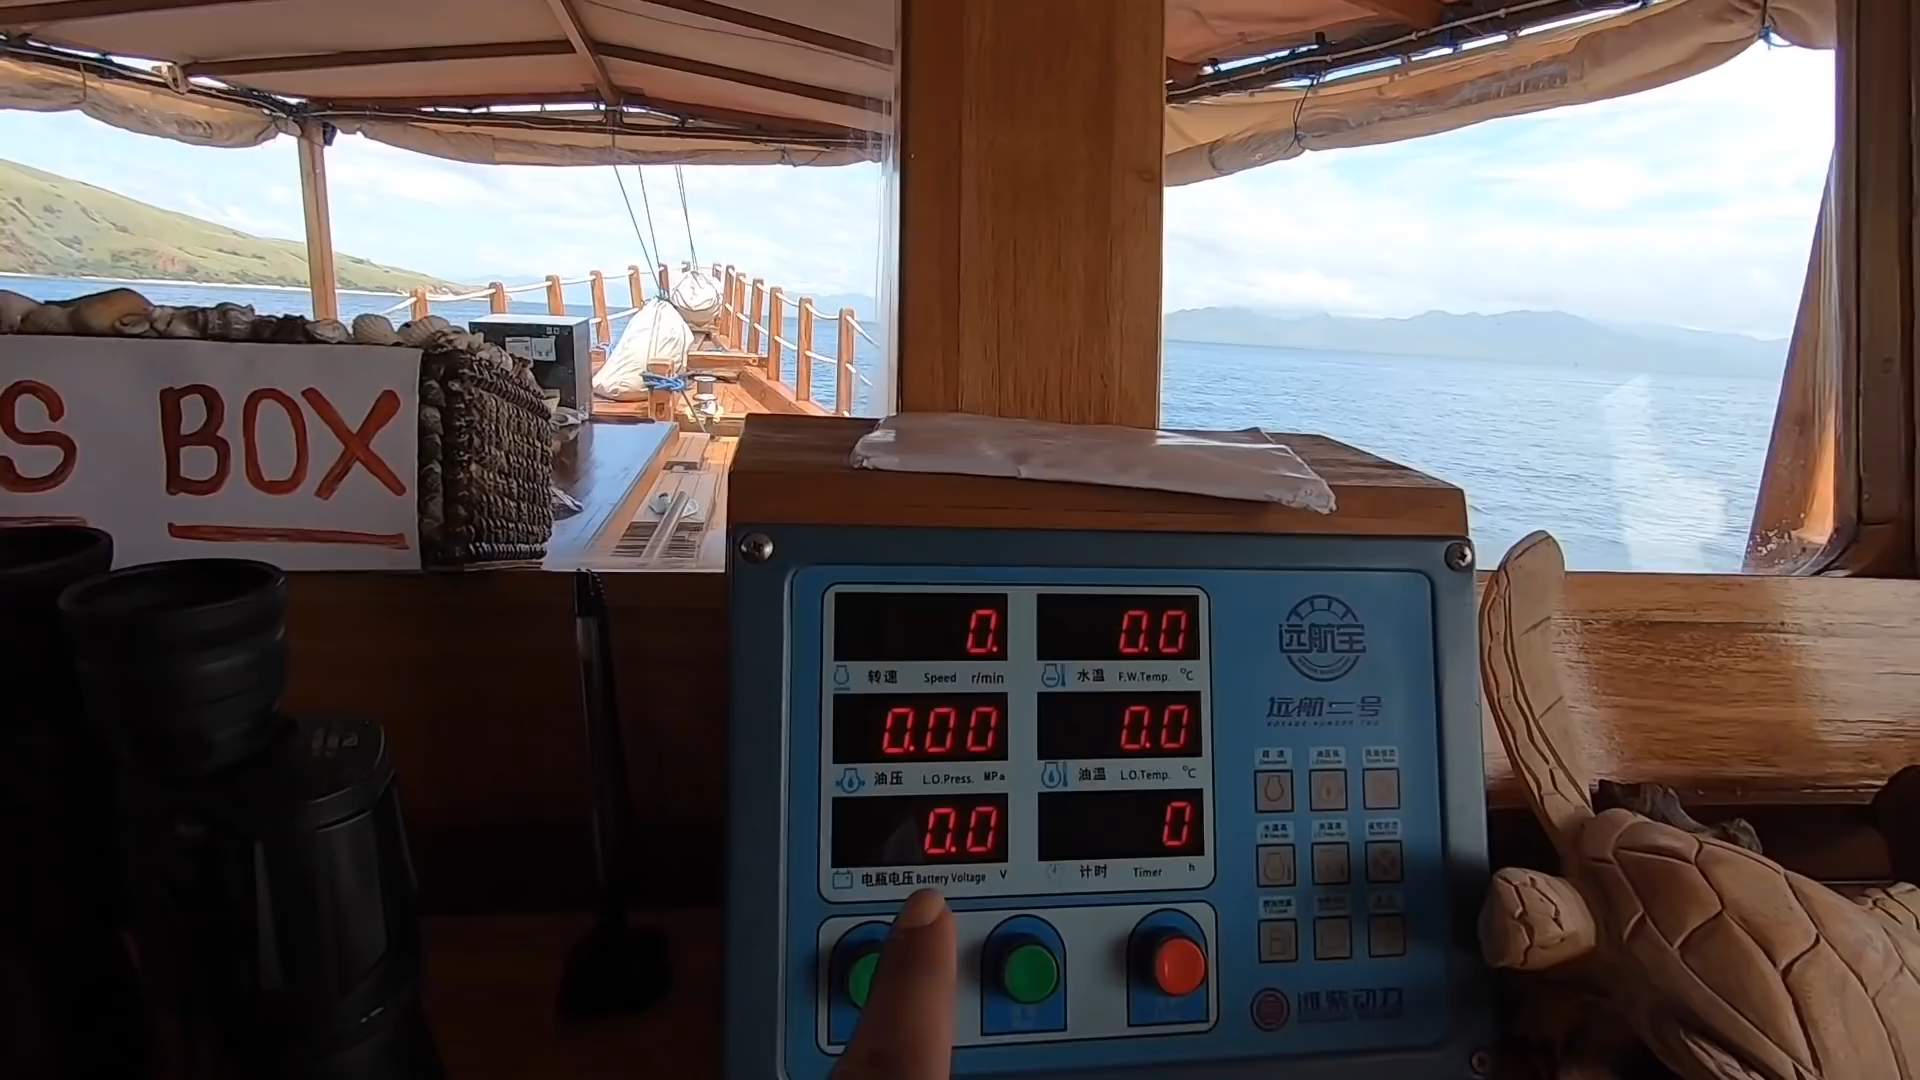 S BOX
0.
0.0
转速 Speed r/min
水温 F.W.Temp. ℃
0.00
0.0
油压 L.O.Press. MPa
油温 L.O.Temp. ℃
0.0
0
电瓶电压 Battery Voltage V
计时 Timer h
远航宝
远航二号
VOYAGE NUMBER TWO
潍柴动力